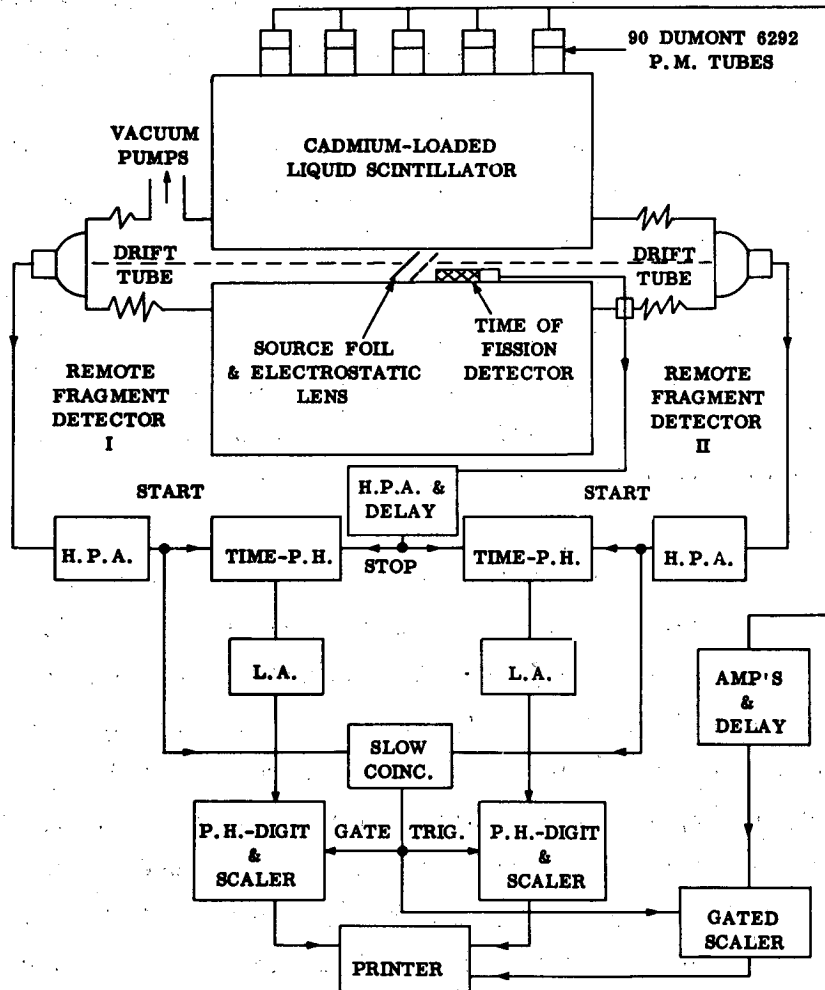 90 DUMONT 6292
P.M. TUBES
VACUUM
PUMPS
CADMIUM-LOADED
LIQUID SCINTILLATOR
DRIFT
TUBE
DRIFT
TUBE
SOURCE FOIL
& ELECTROSTATIC
LENS
TIME OF
FISSION
DETECTOR
REMOTE
FRAGMENT
DETECTOR
I
REMOTE
FRAGMENT
DETECTOR
II
START
H.P.A. &
DELAY
START
H.P.A.
TIME-P.H.
STOP
TIME-P.H.
H.P.A.
L.A.
L.A.
AMP'S
&
DELAY
SLOW
COINC.
P.H.-DIGIT
&
SCALER
GATE
TRIG.
P.H.-DIGIT
&
SCALER
GATED
SCALER
PRINTER